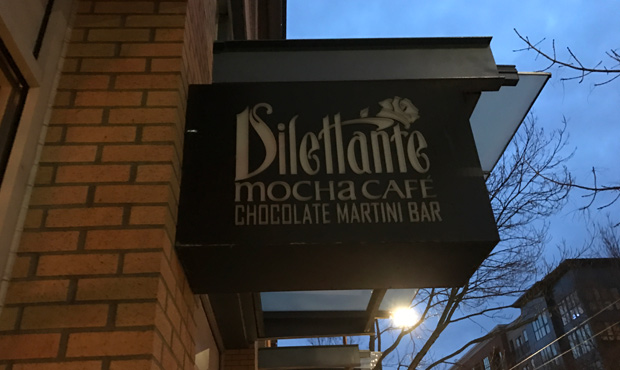 Dilettante
mocHa CAFÉ
CHOCOLATE MARTINI BAR